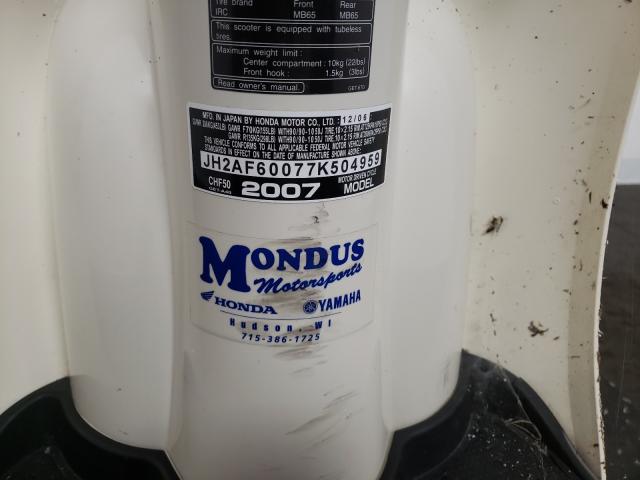 Tire brand Front Rear
IRC MB65 MB65
This scooter is equipped with tubeless
tires.
Maximum weight limit :
Center compartment : 10kg (22lbs)
Front hook : 1.5kg (3lbs)
Read owner's manual.
MFD. IN JAPAN BY HONDA MOTOR CO., LTD. 12/06
THIS VEHICLE CONFORMS TO ALL APPLICABLE FEDERAL MOTOR VEHICLE SAFETY
STANDARDS IN EFFECT ON THE DATE OF MANUFACTURE SHOWN ABOVE.
JH2AF60077K504959
CHF50 2007 MOTOR DRIVEN CYCLE
MODEL
MONDUS
Motorsports
HONDA YAMAHA
Hudson, WI
715-386-1725